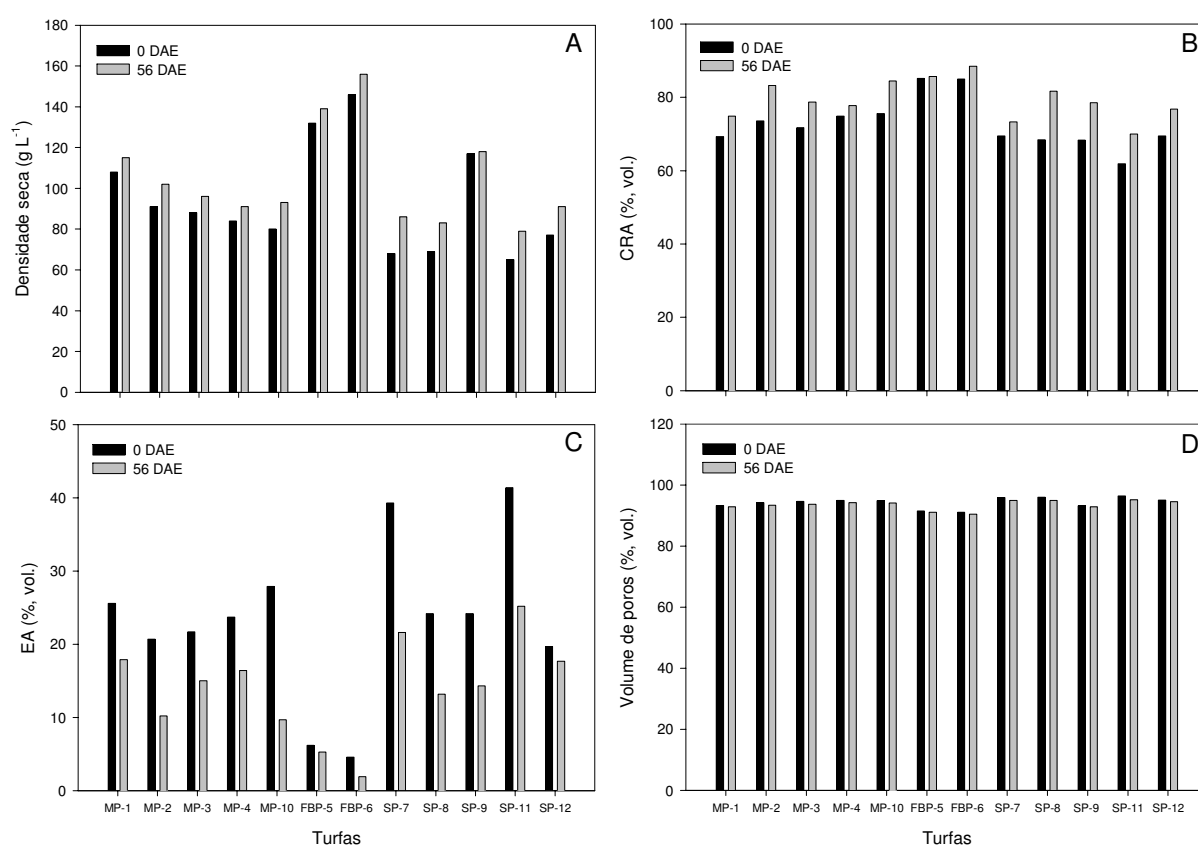 A
0 DAE
56 DAE
Densidade seca (g L-1)
180
160
140
120
100
80
60
40
20
0
B
0 DAE
56 DAE
CRA (%, vol.)
100
80
60
40
20
0
C
0 DAE
56 DAE
EA (%, vol.)
50
40
30
20
10
0
MP-1 MP-2 MP-3 MP-4 MP-10 FBP-5 FBP-6 SP-7 SP-8 SP-9 SP-11 SP-12
Turfas
D
0 DAE
56 DAE
Volume de poros (%, vol.)
120
100
80
60
40
20
0
MP-1 MP-2 MP-3 MP-4 MP-10 FBP-5 FBP-6 SP-7 SP-8 SP-9 SP-11 SP-12
Turfas